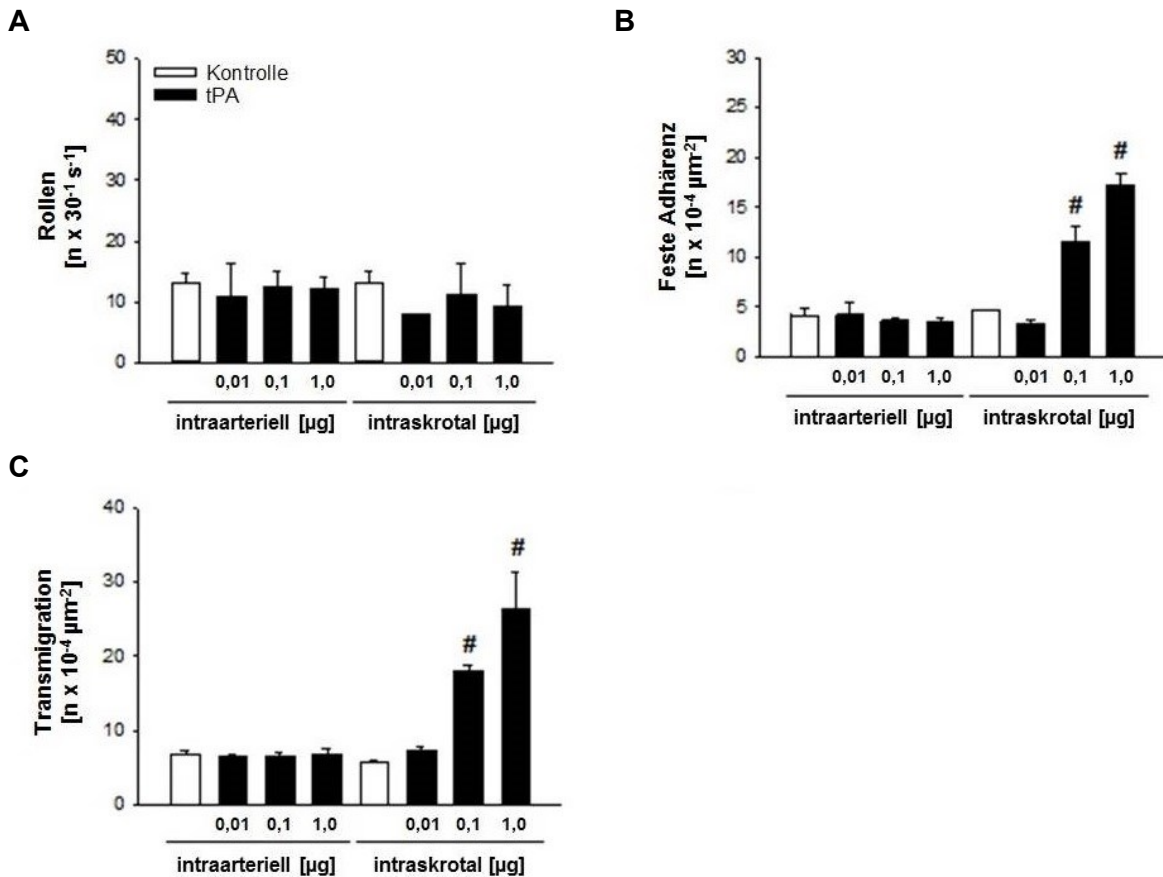 A
50
40
30
20
10
0
Rollen
[n x 30⁻¹ s⁻¹]
Kontrolle
tPA
0,01 0,1 1,0 0,01 0,1 1,0
intraarteriell [µg] intraskrotal [µg]
B
30
25
20
15
10
5
0
Feste Adhärenz
[n x 10⁻⁴ µm⁻²]
# #
0,01 0,1 1,0 0,01 0,1 1,0
intraarteriell [µg] intraskrotal [µg]
C
40
30
20
10
0
Transmigration
[n x 10⁻⁴ µm⁻²]
# #
0,01 0,1 1,0 0,01 0,1 1,0
intraarteriell [µg] intraskrotal [µg]